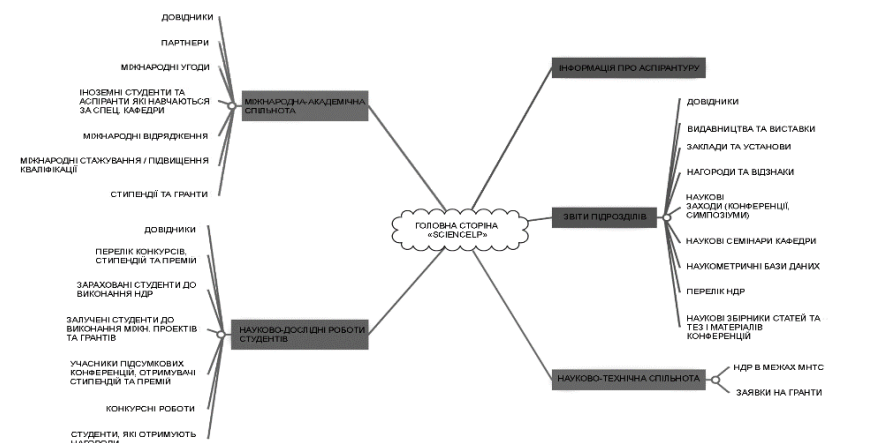 ДОВІДНИКИ
ПАРТНЕРИ
МІЖНАРОДНІ УГОДИ
ІНОЗЕМНІ СТУДЕНТИ ТА
АСПІРАНТИ ЯКІ НАВЧАЮТЬСЯ
ЗА СПЕЦ. КАФЕДРИ
МІЖНАРОДНІ ВІДРЯДЖЕННЯ
МІЖНАРОДНІ СТАЖУВАННЯ / ПІДВИЩЕННЯ
КВАЛІФІКАЦІЇ
СТИПЕНДІЇ ТА ГРАНТИ
МІЖНАРОДНА-АКАДЕМІЧНА
СПІЛЬНОТА
ДОВІДНИКИ
ПЕРЕЛІК КОНКУРСІВ,
СТИПЕНДІЙ ТА ПРЕМІЙ
ЗАРАХОВАНІ СТУДЕНТИ ДО
ВИКОНАННЯ НДР
ЗАЛУЧЕНІ СТУДЕНТИ ДО
ВИКОНАННЯ МІЖН. ПРОЕКТІВ
ТА ГРАНТІВ
УЧАСНИКИ ПІДСУМКОВИХ
КОНФЕРЕНЦІЙ, ОТРИМУВАЧІ
СТИПЕНДІЙ ТА ПРЕМІЙ
КОНКУРСНІ РОБОТИ
СТУДЕНТИ, ЯКІ ОТРИМУЮТЬ
НАУКОВО-ДОСЛІДНІ РОБОТИ
СТУДЕНТІВ
ГОЛОВНА СТОРІНА
«SCIENCELP»
ІНФОРМАЦІЯ ПРО АСПІРАНТУРУ
ЗВІТИ ПІДРОЗДІЛІВ
ДОВІДНИКИ
ВИДАВНИЦТВА ТА ВИСТАВКИ
ЗАКЛАДИ ТА УСТАНОВИ
НАГОРОДИ ТА ВІДЗНАКИ
НАУКОВІ
ЗАХОДИ (КОНФЕРЕНЦІЇ,
СИМПОЗІУМИ)
НАУКОВІ СЕМІНАРИ КАФЕДРИ
НАУКОМЕТРИЧНІ БАЗИ ДАНИХ
ПЕРЕЛІК НДР
НАУКОВІ ЗБІРНИКИ СТАТЕЙ ТА
ТЕЗ І МАТЕРІАЛІВ
КОНФЕРЕНЦІЙ
НАУКОВО-ТЕХНІЧНА СПІЛЬНОТА
НДР В МЕЖАХ МНТС
ЗАЯВКИ НА ГРАНТИ